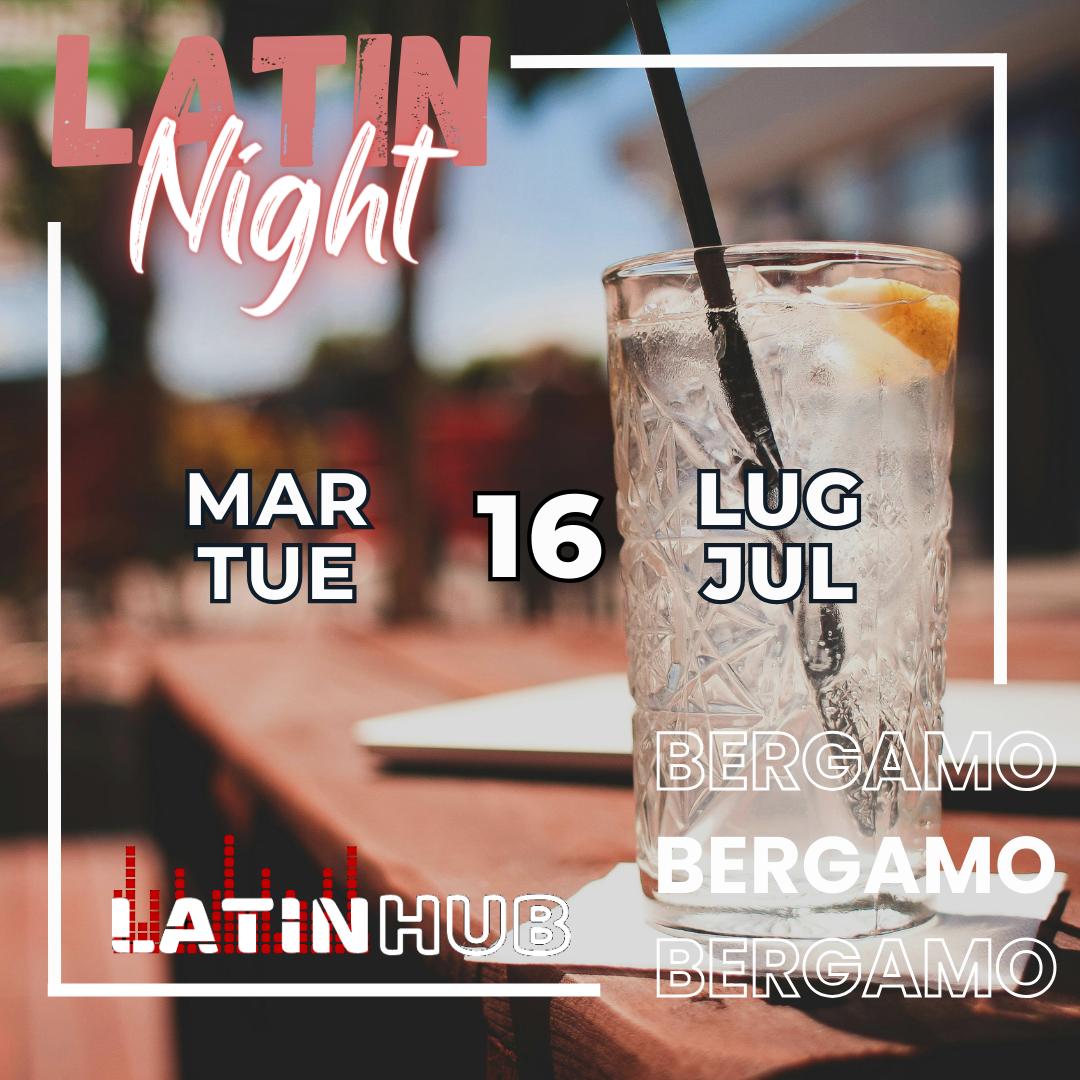 LATIN
Night
MAR 16 LUG
TUE JUL
BERGAMO
BERGAMO
BERGAMO
LATINHUB